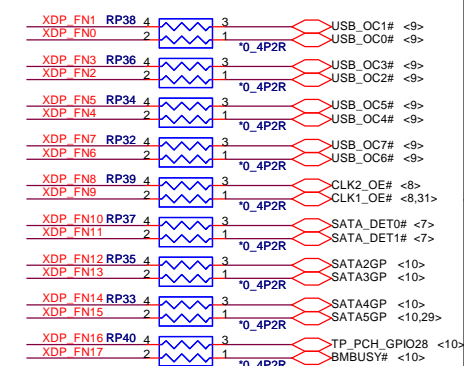 XDP_FN1 RP38 4 3 USB_OC1# <9>
XDP_FN0 2 1 USB_OC0# <9>
*0_4P2R
XDP_FN3 RP36 4 3 USB_OC3# <9>
XDP_FN2 2 1 USB_OC2# <9>
*0_4P2R
XDP_FN5 RP34 4 3 USB_OC5# <9>
XDP_FN4 2 1 USB_OC4# <9>
*0_4P2R
XDP_FN7 RP32 4 3 USB_OC7# <9>
XDP_FN6 2 1 USB_OC6# <9>
*0_4P2R
XDP_FN8 RP39 4 3 CLK2_OE# <8>
XDP_FN9 2 1 CLK1_OE# <8,31>
*0_4P2R
XDP_FN10 RP37 4 3 SATA_DET0# <7>
XDP_FN11 2 1 SATA_DET1# <7>
*0_4P2R
XDP_FN12 RP35 4 3 SATA2GP <10>
XDP_FN13 2 1 SATA3GP <10>
*0_4P2R
XDP_FN14 RP33 4 3 SATA4GP <10>
XDP_FN15 2 1 SATA5GP <10,29>
*0_4P2R
XDP_FN16 RP40 4 3 TP_PCH_GPIO28 <10>
XDP_FN17 2 1 BMBUSY# <10>
*0_4P2R